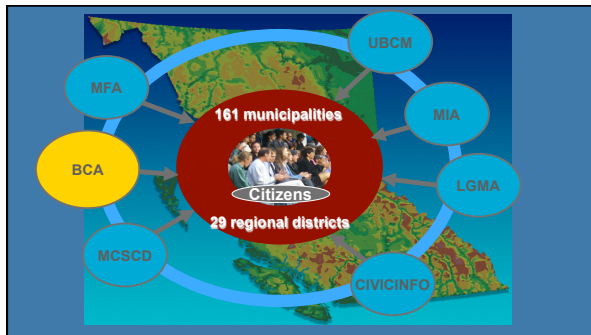 UBCM
MFA
161 municipalities
MIA
BCA
Citizens
LGMA
29 regional districts
MCSCD
CIVICINFO